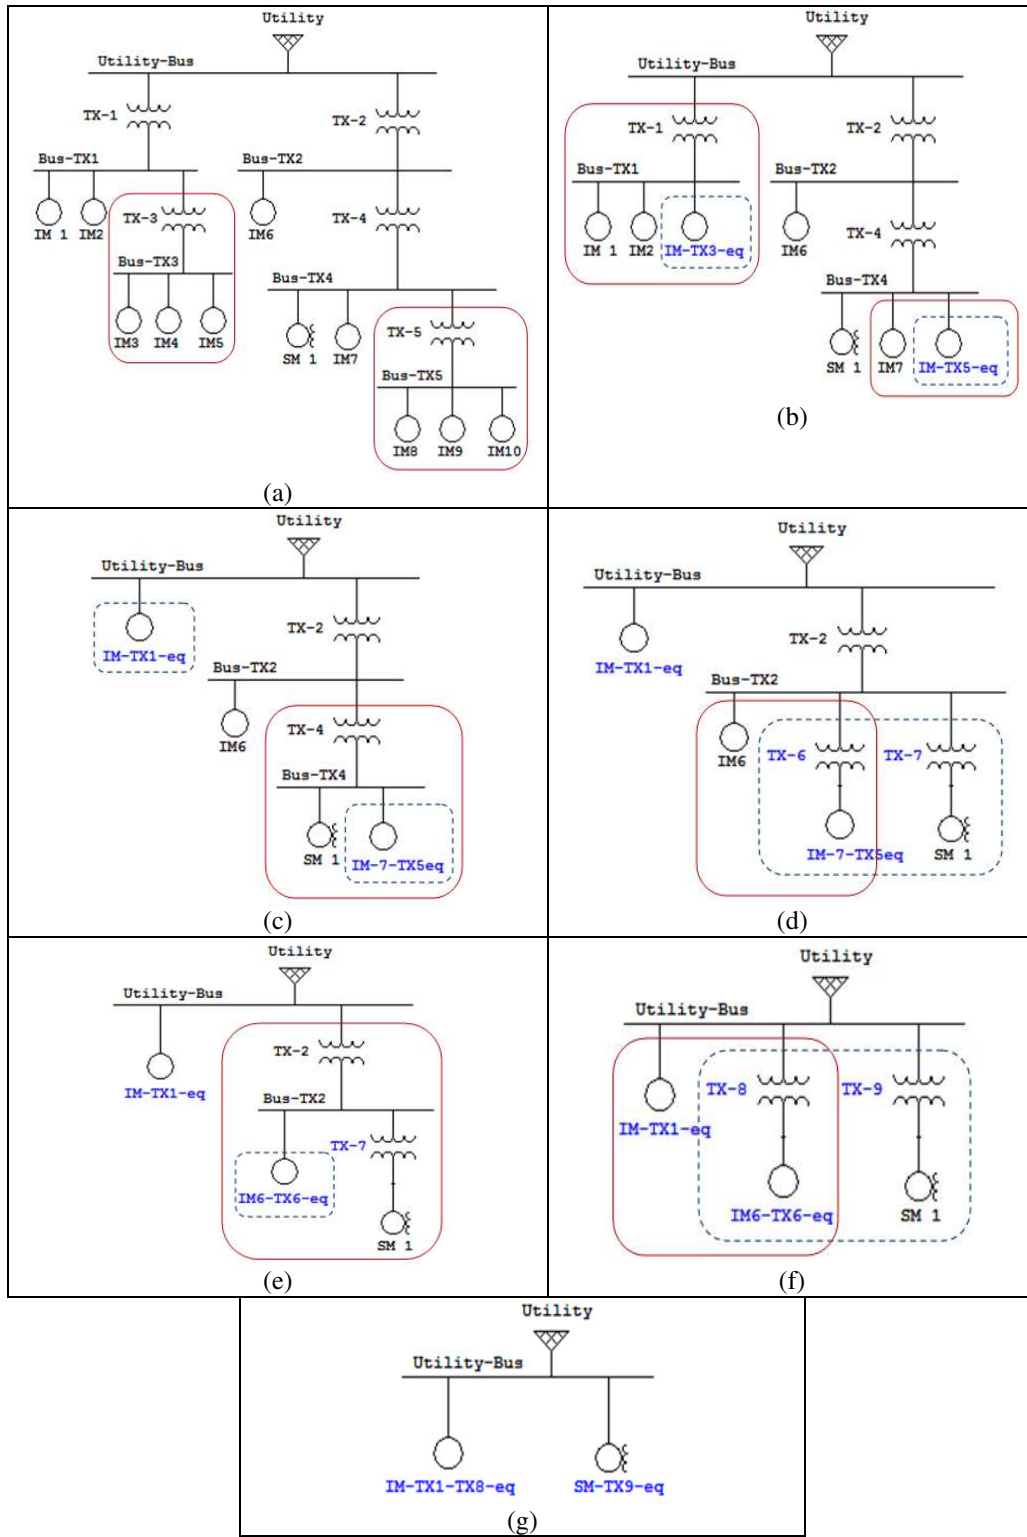 Utility
Utility-Bus
TX-1
TX-2
Bus-TX1
Bus-TX2
IM 1
IM2
TX-3
IM6
TX-4
Bus-TX3
Bus-TX4
IM3
IM4
IM5
SM 1
IM7
TX-5
Bus-TX5
IM8
IM9
IM10
(a)
Utility
Utility-Bus
TX-1
TX-2
Bus-TX1
Bus-TX2
IM 1
IM2
IM-TX3-eq
IM6
TX-4
Bus-TX4
SM 1
IM7
IM-TX5-eq
(b)
Utility
Utility-Bus
IM-TX1-eq
TX-2
Bus-TX2
IM6
TX-4
Bus-TX4
SM 1
IM-7-TX5eq
(c)
Utility
Utility-Bus
IM-TX1-eq
TX-2
Bus-TX2
IM6
TX-6
TX-7
IM-7-TX5eq
SM 1
(d)
Utility
Utility-Bus
IM-TX1-eq
TX-2
Bus-TX2
TX-7
IM6-TX6-eq
SM 1
(e)
Utility
Utility-Bus
TX-8
TX-9
IM-TX1-eq
IM6-TX6-eq
SM 1
(f)
Utility
Utility-Bus
IM-TX1-TX8-eq
SM-TX9-eq
(g)